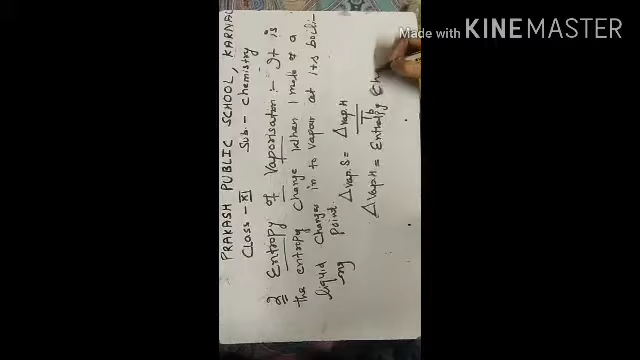 PRAKASH PUBLIC SCHOOL, KARNAL
Class - XI Sub. - Chemistry
2 Entropy of Vaporisation :- It is
the entropy change when 1 mole of a
liquid changes in to vapour at its boili-
ng point.
Δvap.S = Δvap.H
Tb
Δvap.H = Entralpy Ch
Made with KINEMASTER